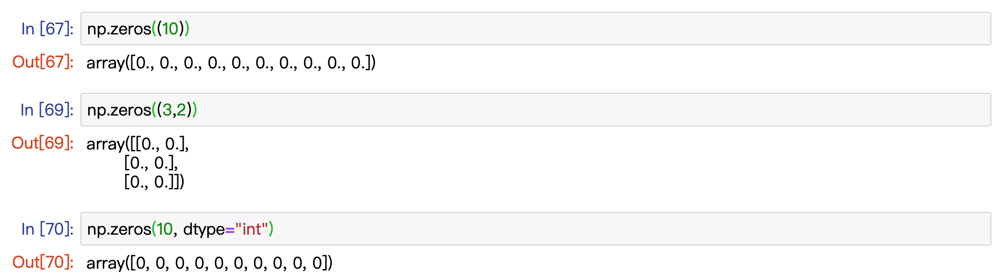 In [67]: np.zeros((10))
Out[67]: array([0., 0., 0., 0., 0., 0., 0., 0., 0., 0.])
In [69]: np.zeros((3,2))
Out[69]: array([[0., 0.],
[0., 0.],
[0., 0.]])
In [70]: np.zeros(10, dtype="int")
Out[70]: array([0, 0, 0, 0, 0, 0, 0, 0, 0, 0])